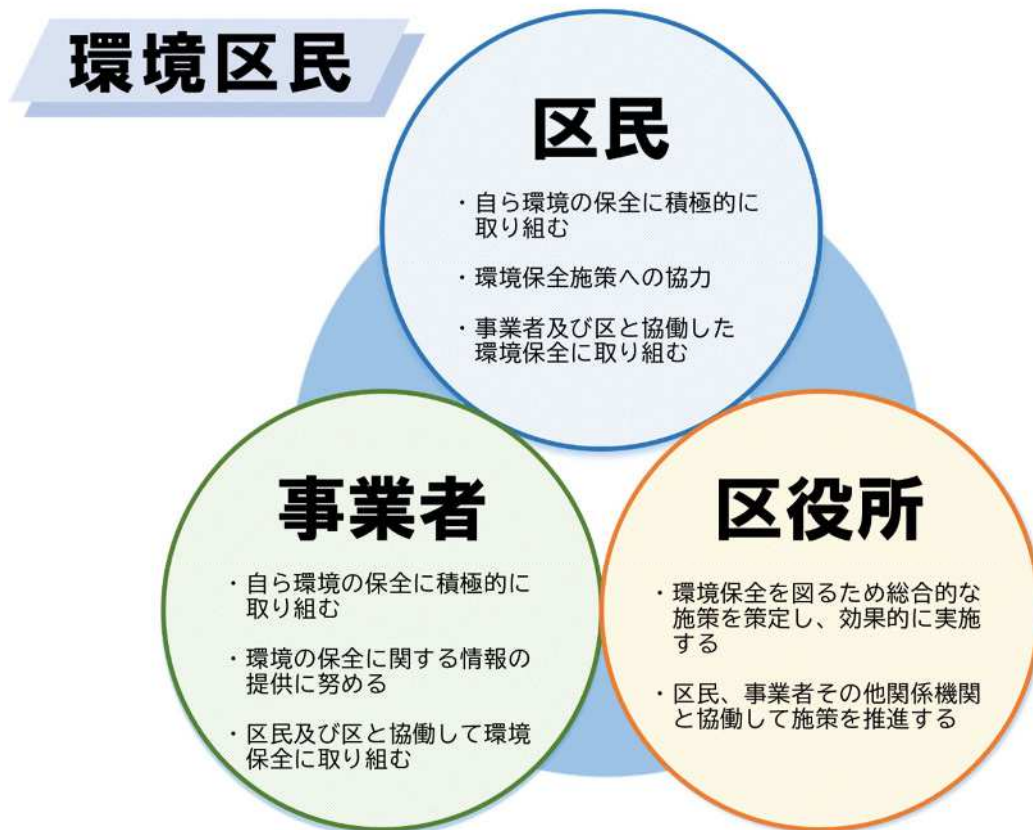 環境区民
区民
・自ら環境の保全に積極的に
取り組む
・環境保全施策への協力
・事業者及び区と協働した
環境保全に取り組む
事業者
・自ら環境の保全に積極的に
取り組む
・環境の保全に関する情報の
提供に努める
・区民及び区と協働して環境
保全に取り組む
区役所
・環境保全を図るため総合的な
施策を策定し、効果的に実施
する
・区民、事業者その他関係機関
と協働して施策を推進する